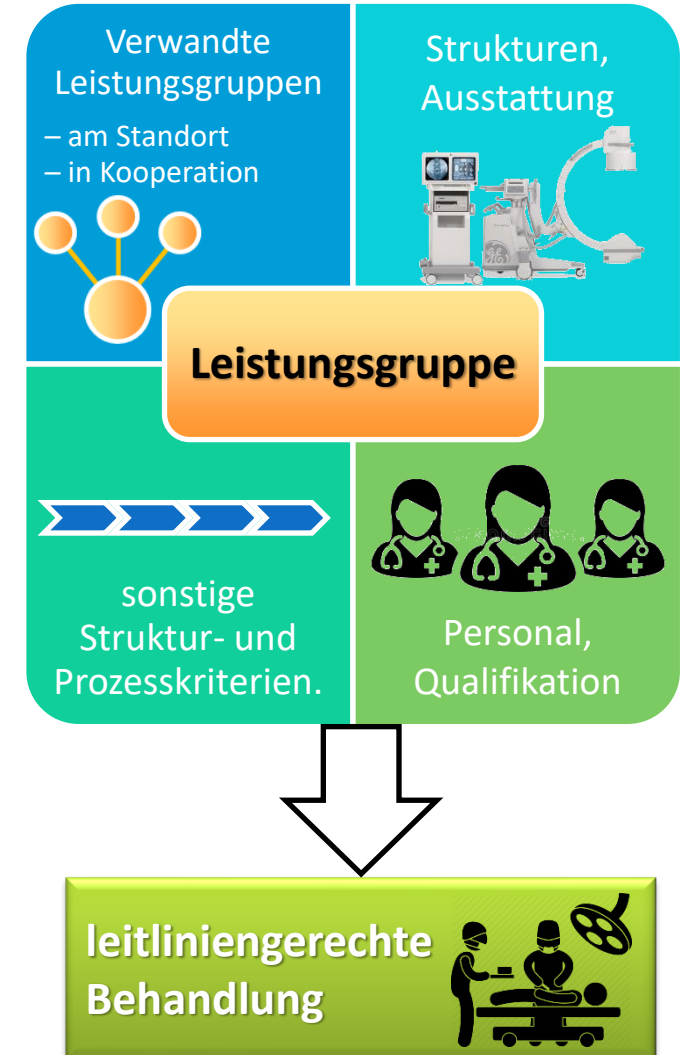 Verwandte
Leistungsgruppen
– am Standort
– in Kooperation
Strukturen,
Ausstattung
Leistungsgruppe
sonstige
Struktur- und
Prozesskriterien.
Personal,
Qualifikation
leitliniengerechte
Behandlung